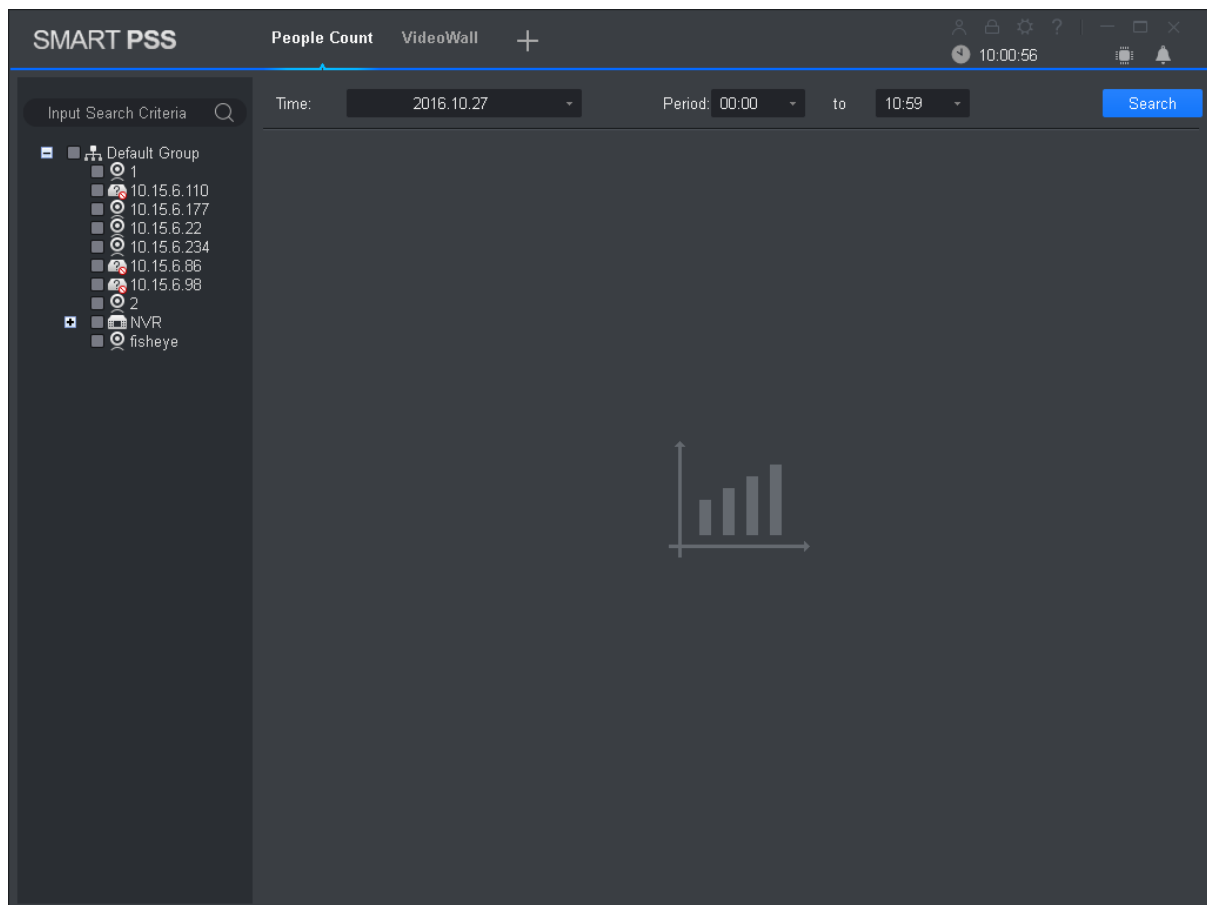 SMART PSS
People Count
VideoWall
10:00:56
Input Search Criteria
Time:
2016.10.27
Period:
00:00
to
10:59
Search
Default Group
1
10.15.6.110
10.15.6.177
10.15.6.22
10.15.6.234
10.15.6.86
10.15.6.98
2
NVR
fisheye